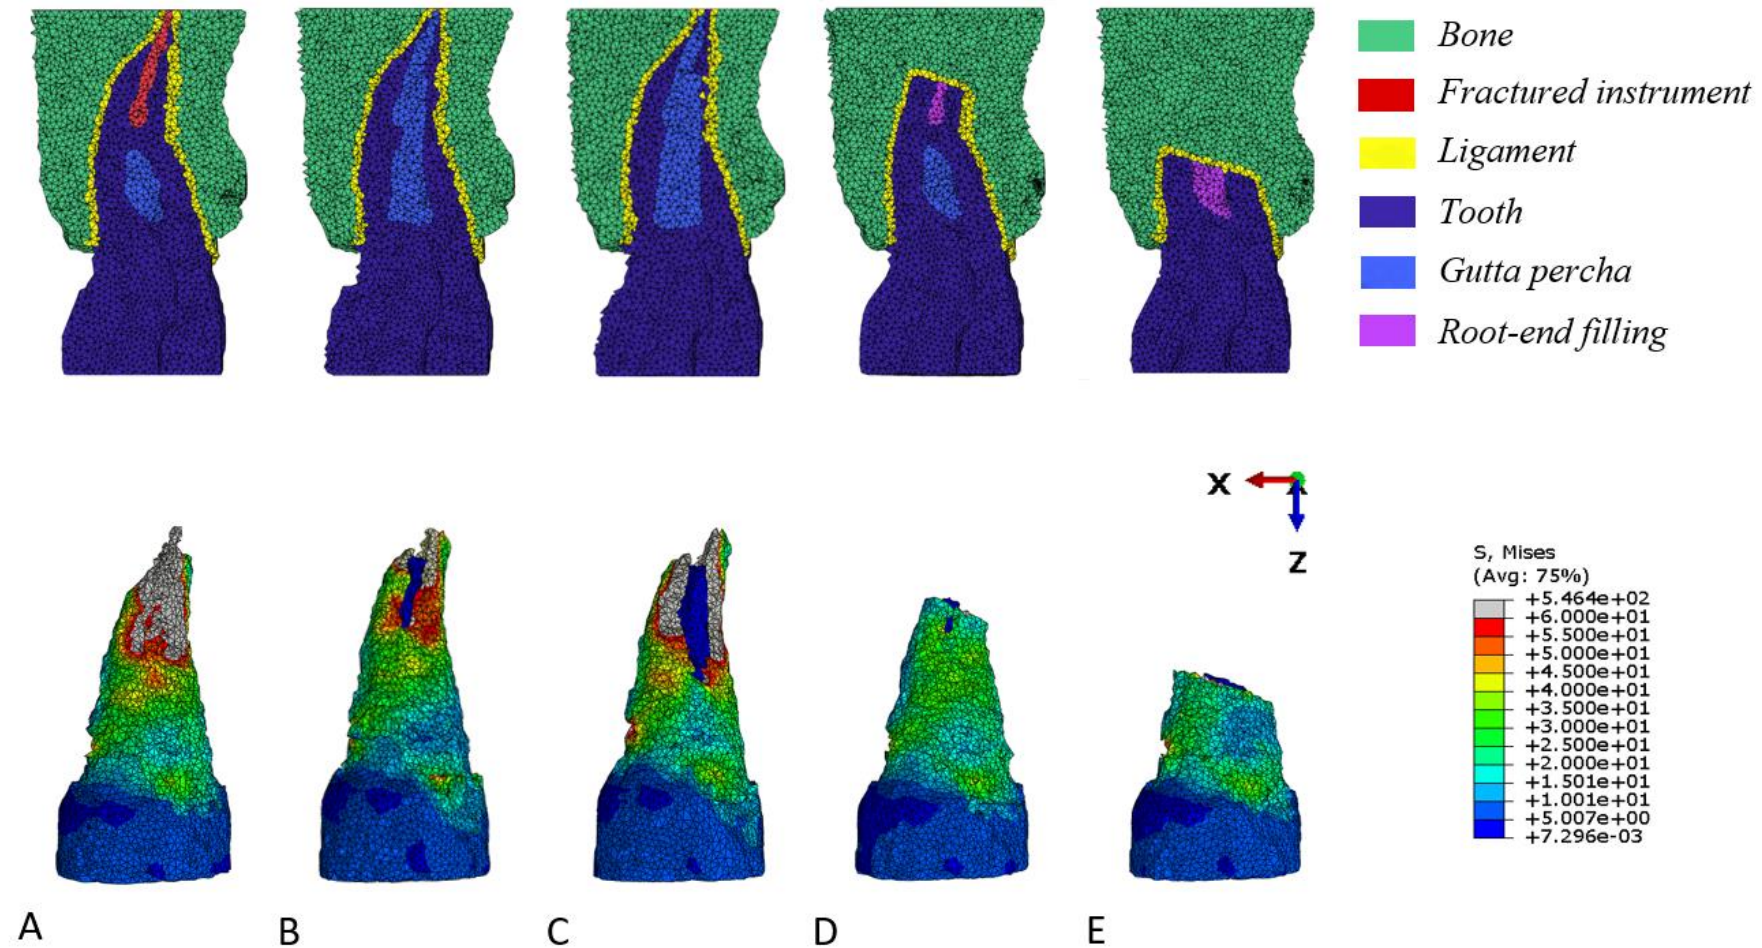 Bone
Fractured instrument
Ligament
Tooth
Gutta percha
Root-end filling
X
Z
S, Mises
(Avg: 75%)
+5.464e+02
+6.000e+01
+5.500e+01
+5.000e+01
+4.500e+01
+4.000e+01
+3.500e+01
+3.000e+01
+2.500e+01
+2.000e+01
+1.501e+01
+1.001e+01
+5.007e+00
+7.296e-03
A B C D E